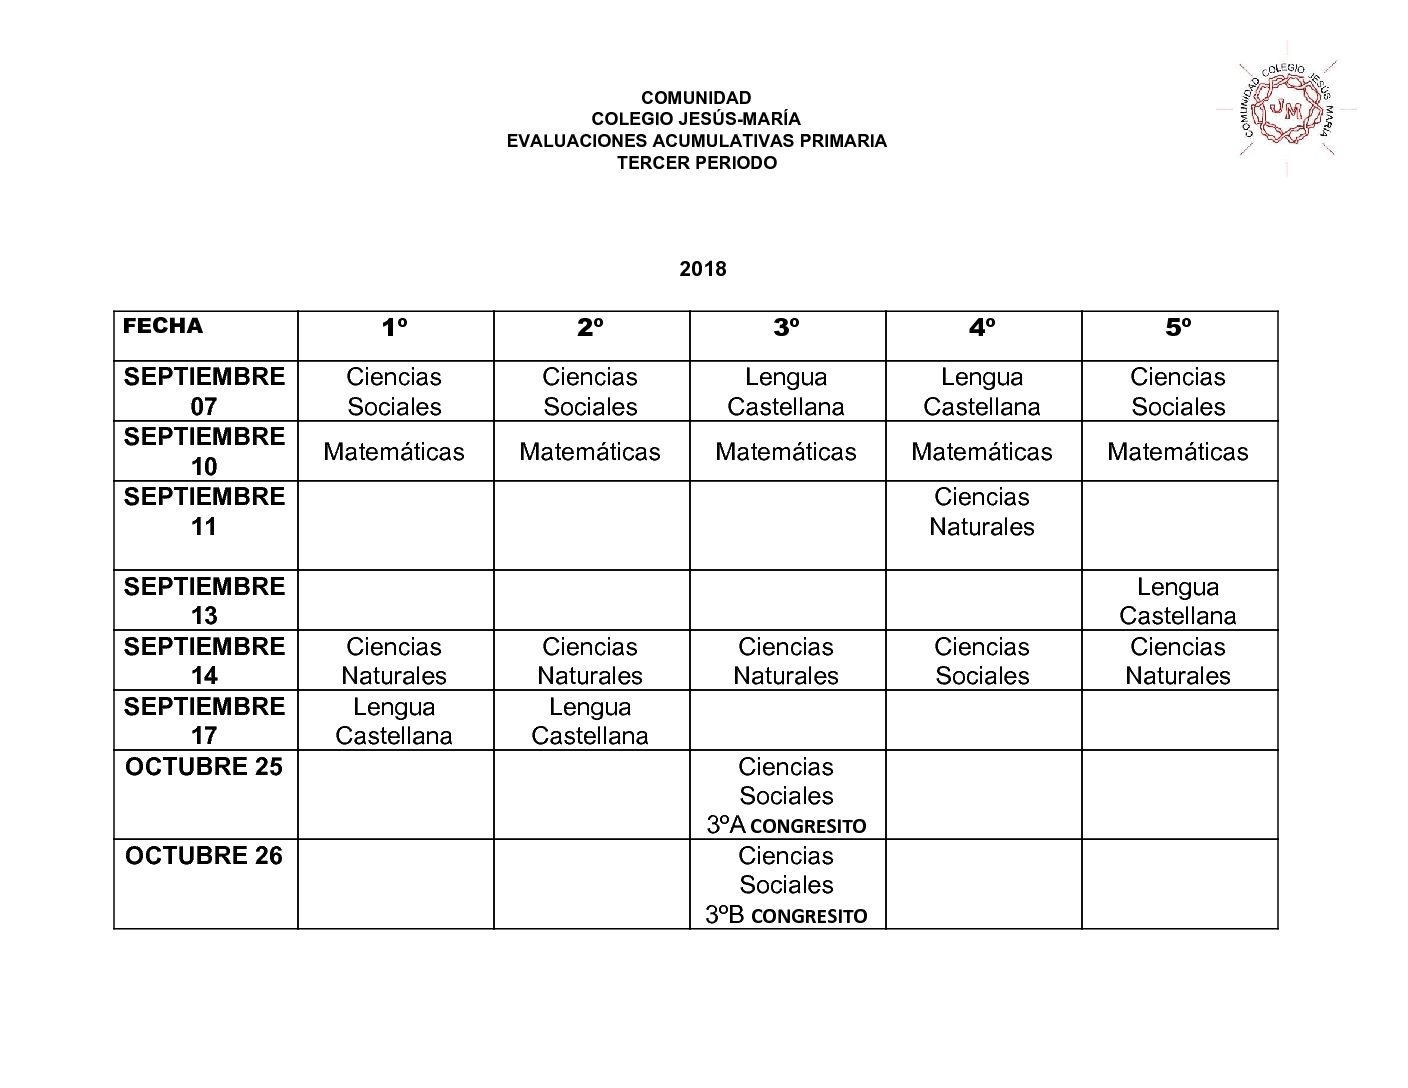 COMUNIDAD COLEGIO JESÚS MARÍA
JM
COMUNIDAD
COLEGIO JESÚS-MARÍA
EVALUACIONES ACUMULATIVAS PRIMARIA
TERCER PERIODO
2018
FECHA 1º 2º 3º 4º 5º
SEPTIEMBRE Ciencias Ciencias Lengua Lengua Ciencias
07 Sociales Sociales Castellana Castellana Sociales
SEPTIEMBRE
10 Matemáticas Matemáticas Matemáticas Matemáticas Matemáticas
SEPTIEMBRE Ciencias
11 Naturales
SEPTIEMBRE Lengua
13 Castellana
SEPTIEMBRE Ciencias Ciencias Ciencias Ciencias Ciencias
14 Naturales Naturales Naturales Sociales Naturales
SEPTIEMBRE Lengua Lengua
17 Castellana Castellana
OCTUBRE 25 Ciencias
Sociales
3ºA CONGRESITO
OCTUBRE 26 Ciencias
Sociales
3ºB CONGRESITO